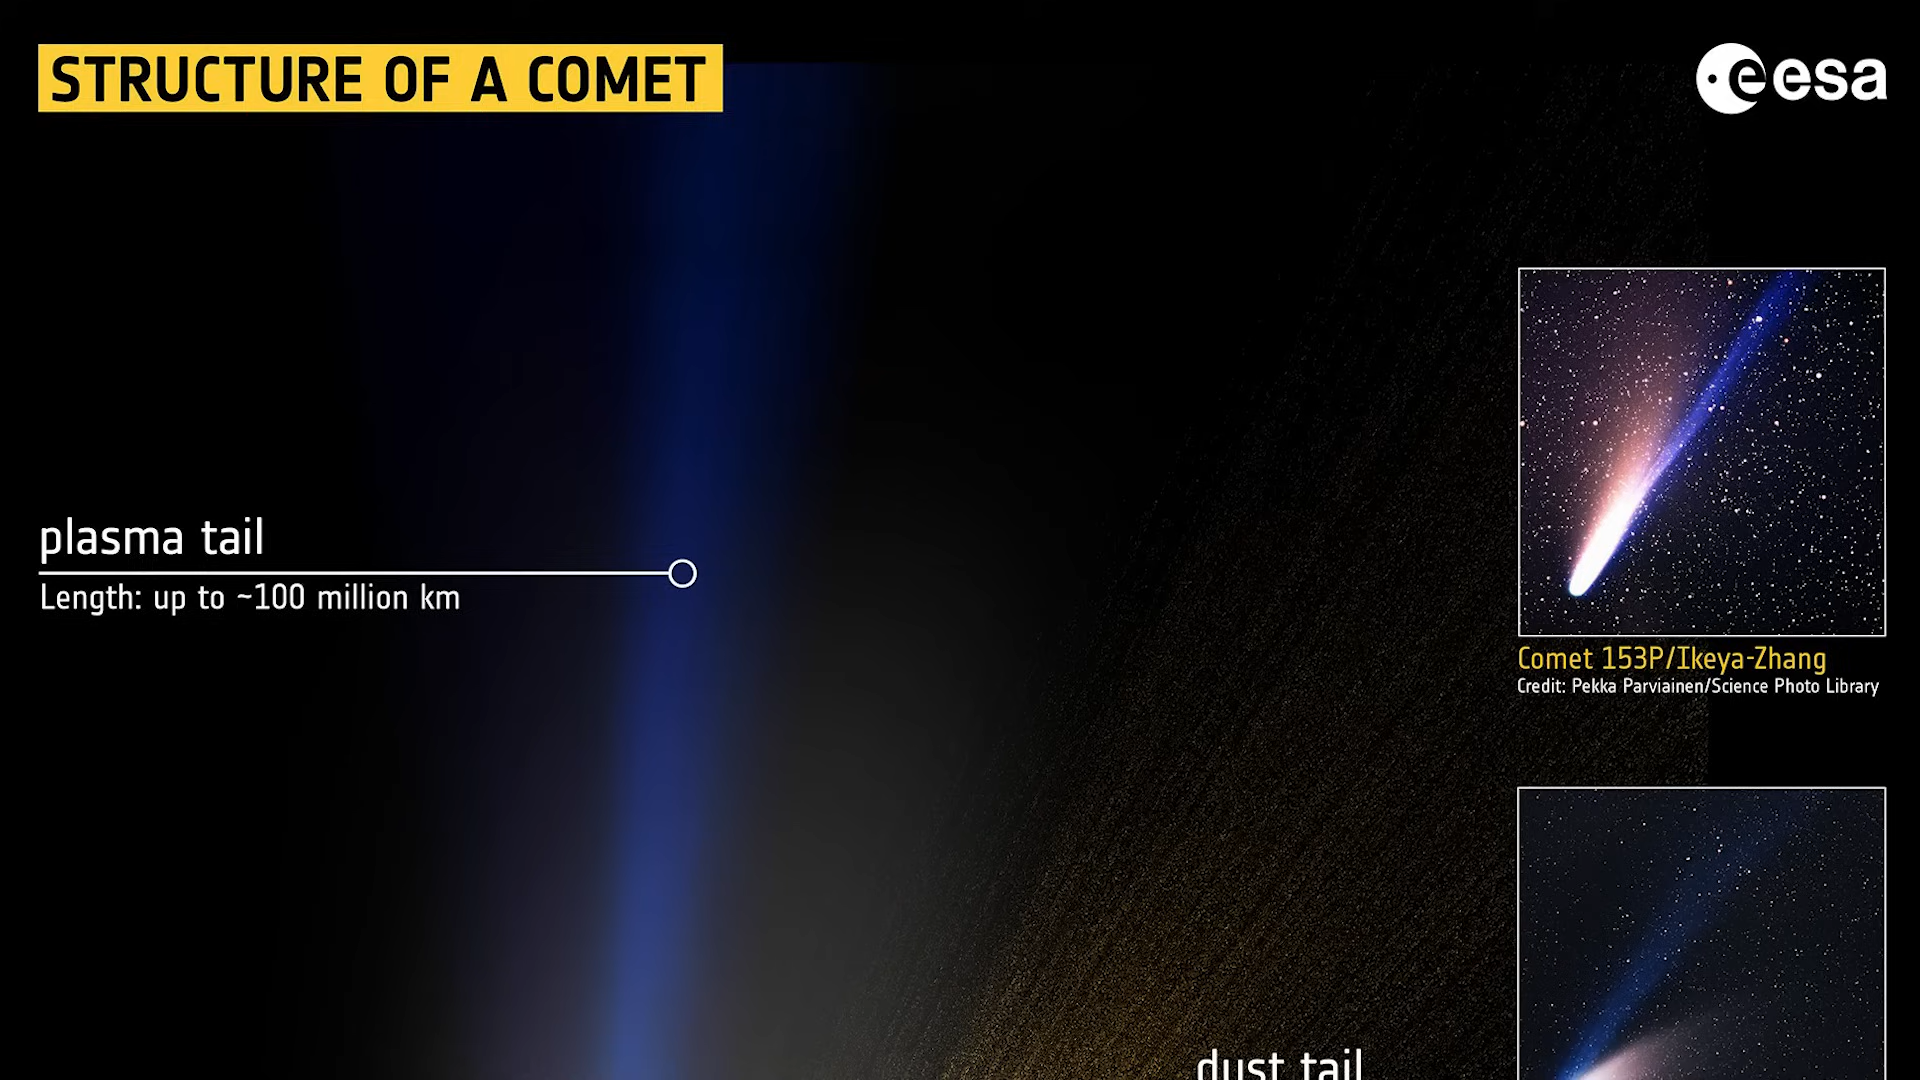 STRUCTURE OF A COMET
esa
plasma tail
Length: up to ~100 million km
Comet 153P/Ikeya-Zhang
Credit: Pekka Parviainen/Science Photo Library
dust tail